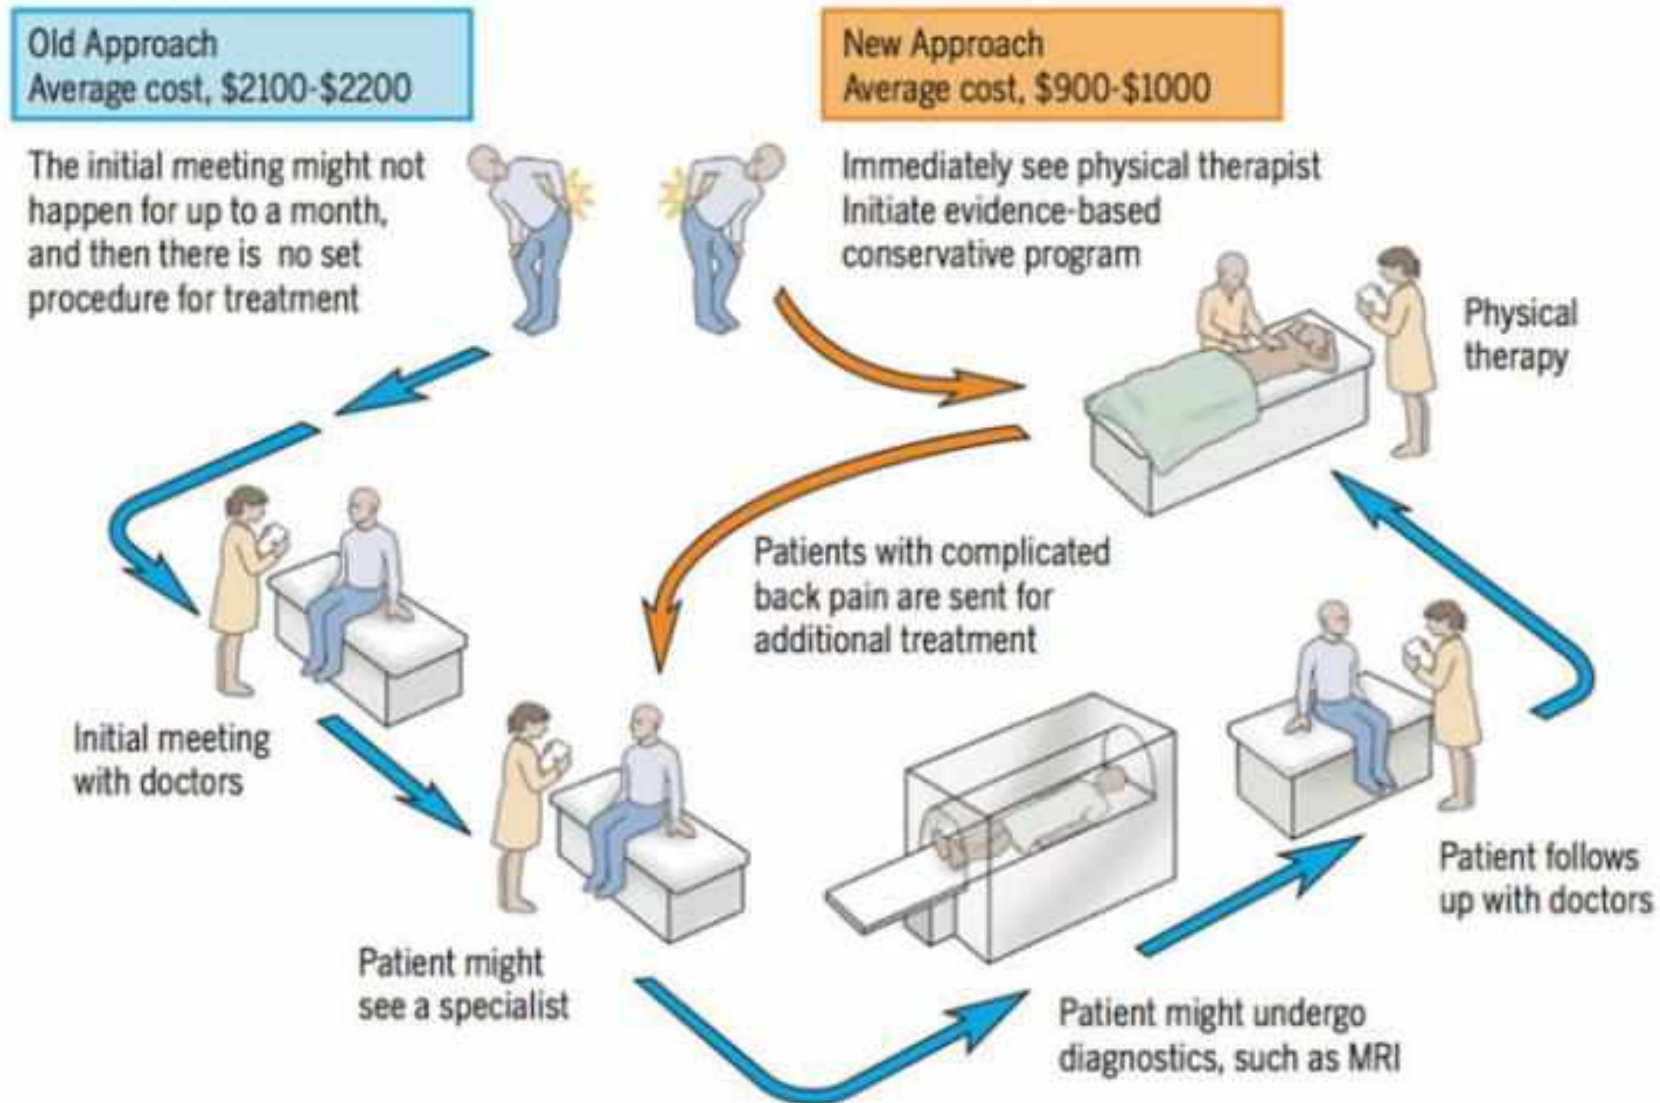 Old Approach
Average cost, $2100-$2200
The initial meeting might not
happen for up to a month,
and then there is no set
procedure for treatment
New Approach
Average cost, $900-$1000
Immediately see physical therapist
Initiate evidence-based
conservative program
Physical
therapy
Patients with complicated
back pain are sent for
additional treatment
Initial meeting
with doctors
Patient might
see a specialist
Patient might undergo
diagnostics, such as MRI
Patient follows
up with doctors